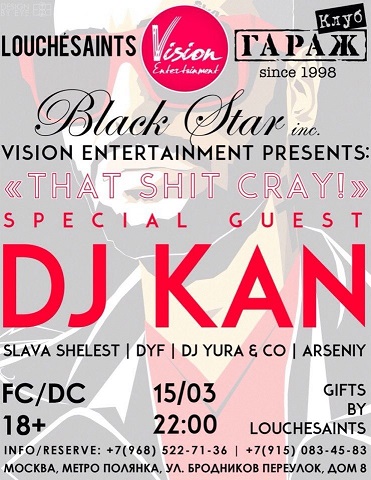 LOUCHÉSAINTS
Vision
Entertainment
Клуб
ГАРАЖ
since 1998
Black Star inc.
VISION ENTERTAINMENT PRESENTS:
«THAT SHIT CRAY!»
SPECIAL GUEST
DJ KAN
SLAVA SHELEST | DYF | DJ YURA & CO | ARSENIY
FC/DC
18+
15/03
22:00
GIFTS
BY
LOUCHESAINTS
INFO/RESERVE: +7(968) 522-71-36 | +7(915) 083-45-83
МОСКВА, МЕТРО ПОЛЯНКА, УЛ. БРОДНИКОВ ПЕРЕУЛОК, ДОМ 8